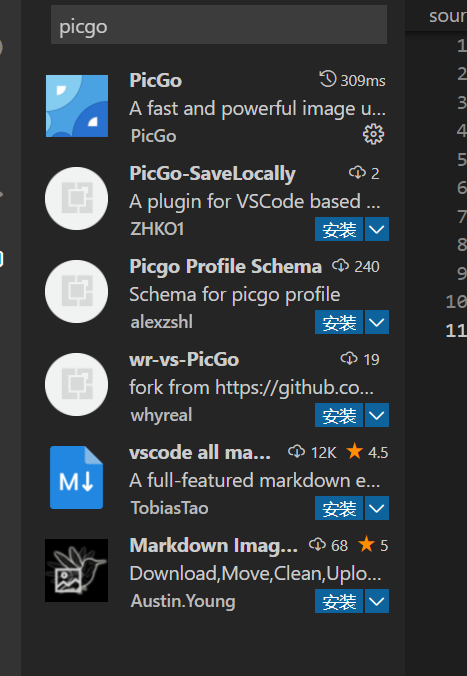 picgo
sour
PicGo 309ms
A fast and powerful image u...
PicGo
PicGo-SaveLocally 2
A plugin for VSCode based ...
ZHKO1 安装
Picgo Profile Schema 240
Schema for picgo profile
alexzshl 安装
wr-vs-PicGo 19
fork from https://github.co...
whyreal 安装
vscode all ma... 12K 4.5
A full-featured markdown e...
TobiasTao 安装
Markdown Imag... 68 5
Download,Move,Clean,Uplo...
Austin.Young 安装
M
1
2
3
4
5
6
7
8
9
10
11